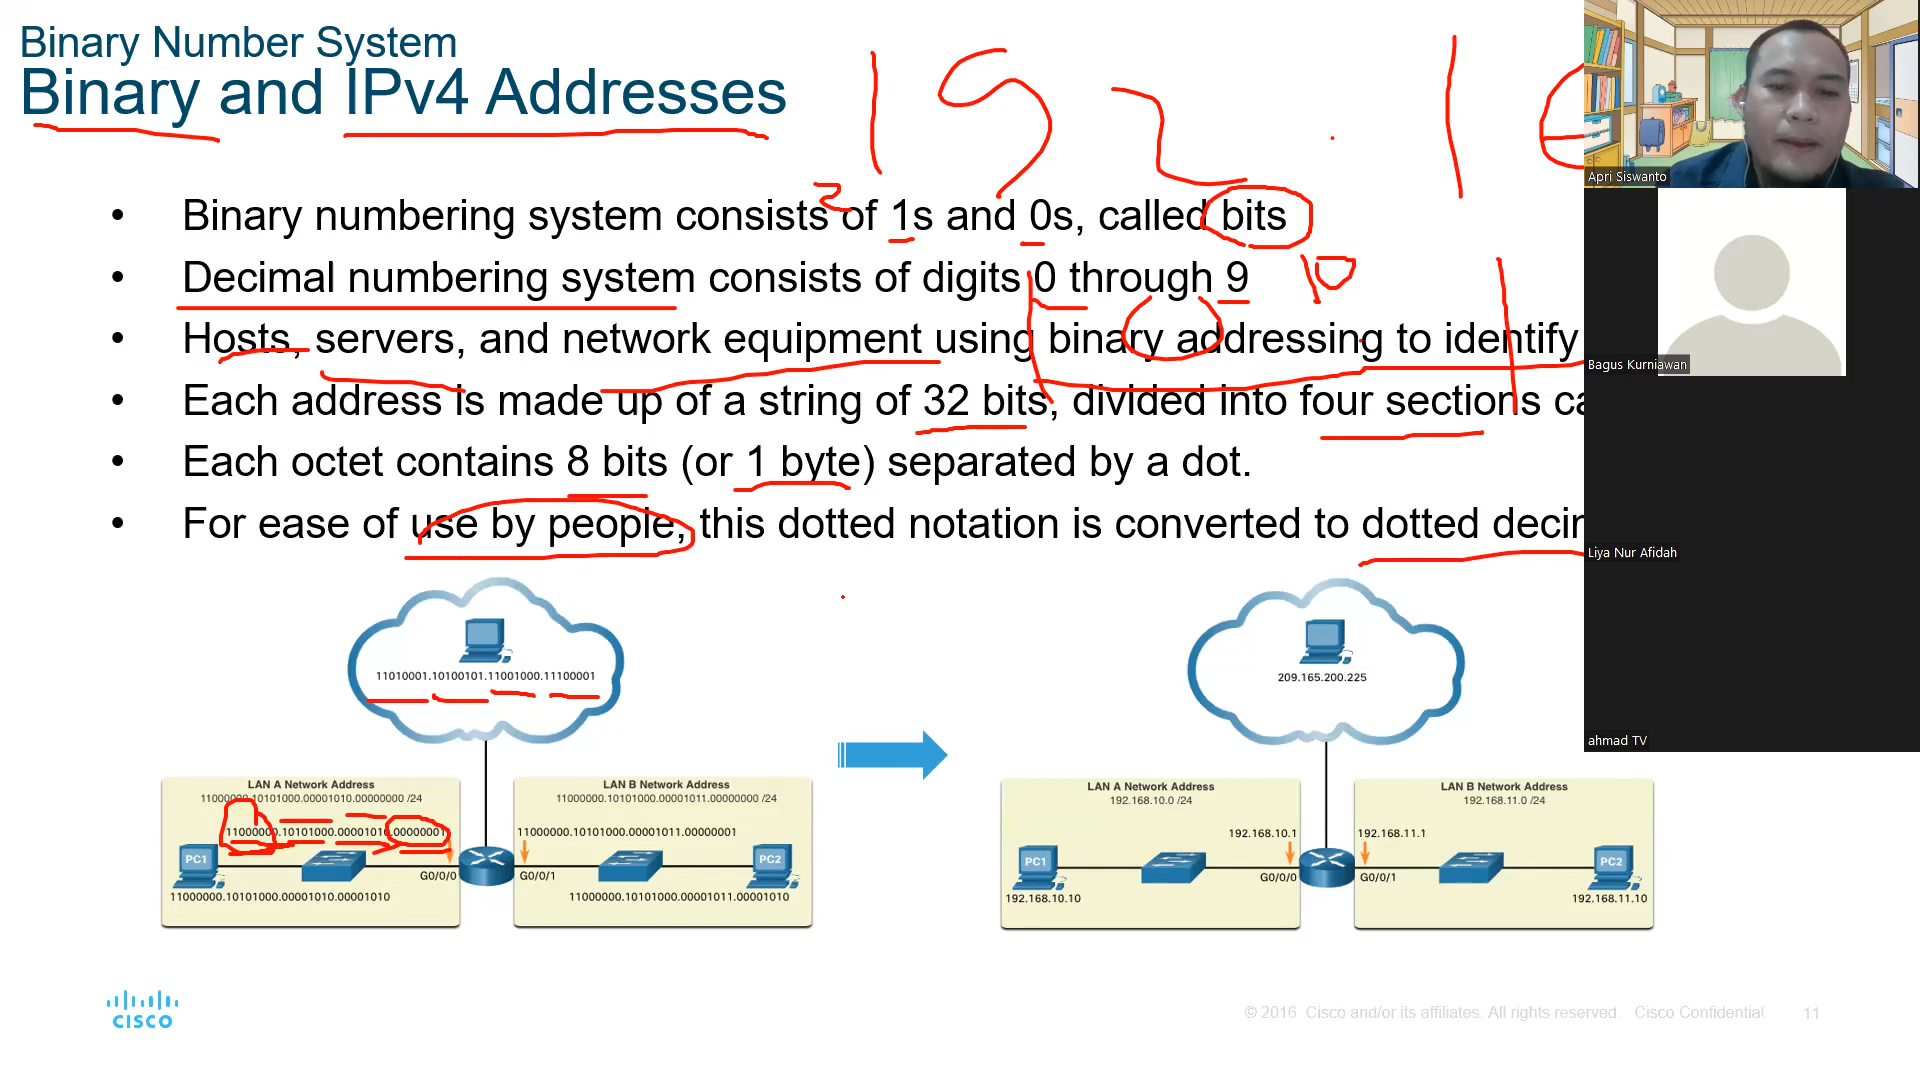 Binary Number System
Binary and IPv4 Addresses
192 . 1
2
• Binary numbering system consists of 1s and 0s, called bits
• Decimal numbering system consists of digits 0 through 9
10
• Hosts, servers, and network equipment using binary addressing to identify
• Each address is made up of a string of 32 bits, divided into four sections
• Each octet contains 8 bits (or 1 byte) separated by a dot.
• For ease of use by people, this dotted notation is converted to dotted
11010001.10100101.11001000.11100001
LAN A Network Address
11000000.10101000.00001010.00000000 /24
11000000.10101000.00001010.00000001
PC1
G0/0/0
11000000.10101000.00001010.00001010
LAN B Network Address
11000000.10101000.00001011.00000000 /24
11000000.10101000.00001011.00000001
G0/0/1
PC2
11000000.10101000.00001011.00001010
209.165.200.225
LAN A Network Address
192.168.10.0 /24
192.168.10.1
PC1
G0/0/0
192.168.10.10
LAN B Network Address
192.168.11.0 /24
192.168.11.1
G0/0/1
PC2
192.168.11.10
Apri Siswanto
Bagus Kurniawan
Liya Nur Afidah
ahmad TV
CISCO
© 2016 Cisco and/or its affiliates. All rights reserved. Cisco Confidential
11